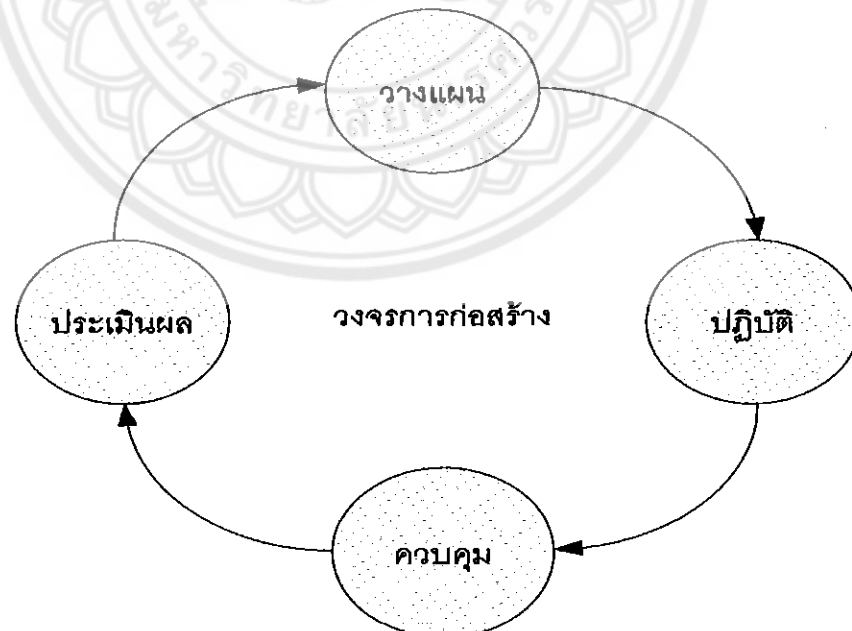 วางแผน
ประเมินผล
วงจรการก่อสร้าง
ปฏิบัติ
ควบคุม